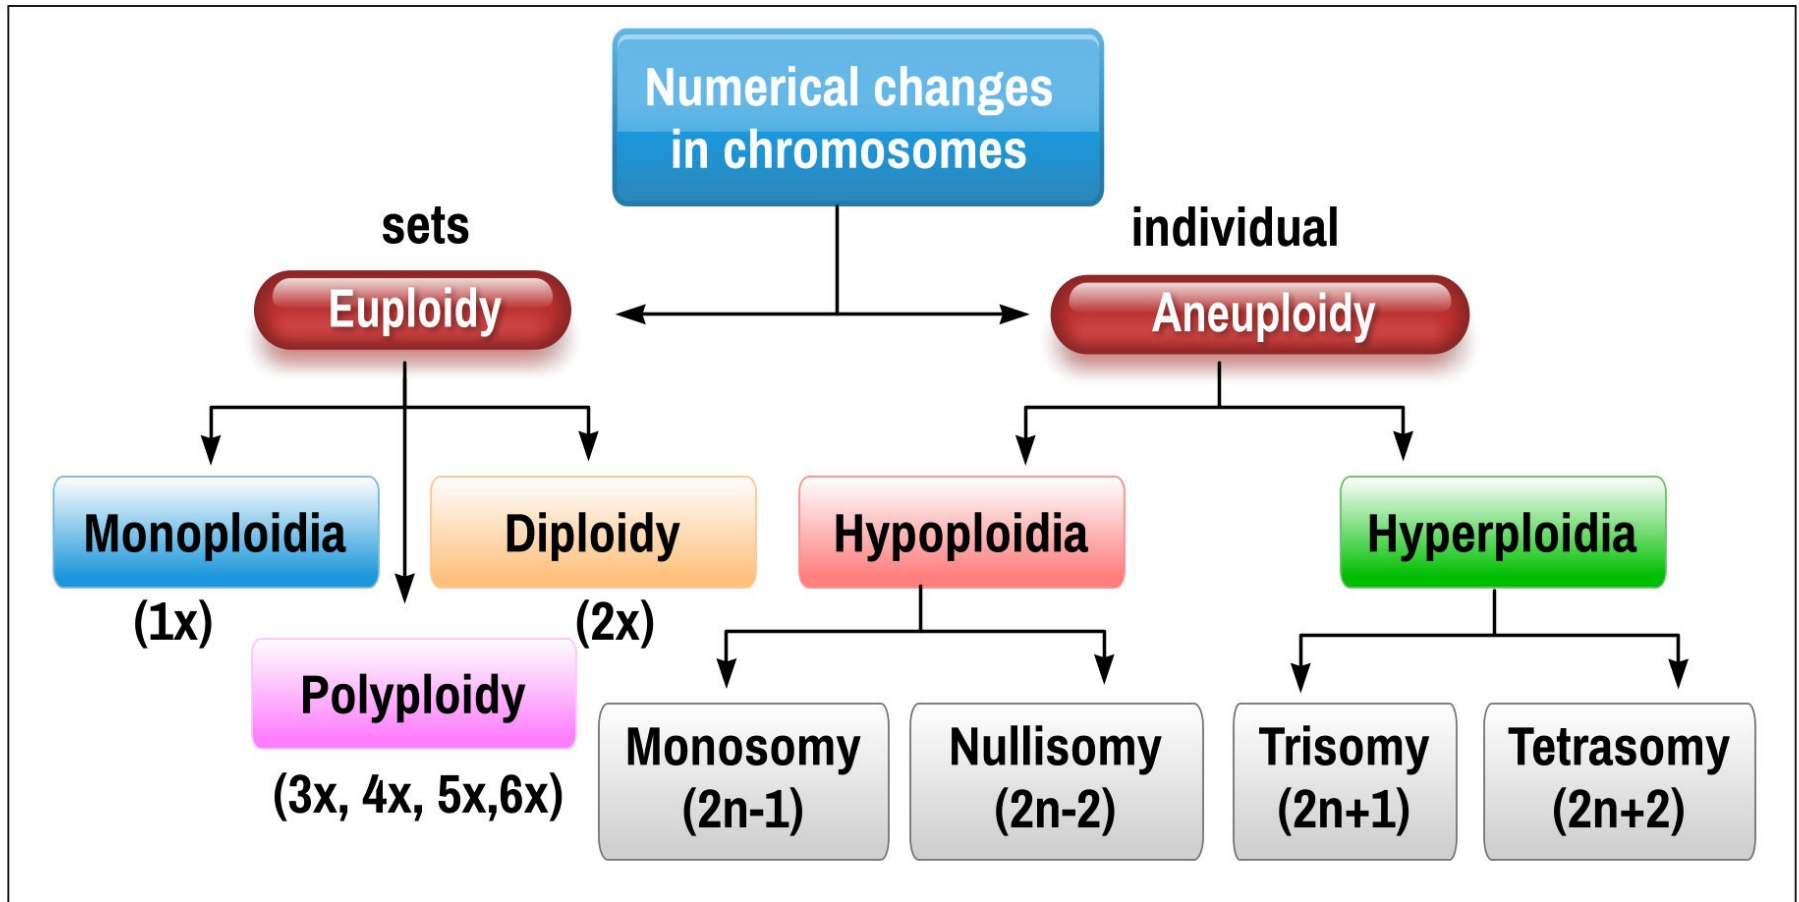 Numerical changes
in chromosomes
sets
individual
Euploidy
Aneuploidy
Monoploidia
(1x)
Diploidy
(2x)
Polyploidy
(3x, 4x, 5x,6x)
Hypoploidia
Hyperploidia
Monosomy
(2n-1)
Nullisomy
(2n-2)
Trisomy
(2n+1)
Tetrasomy
(2n+2)